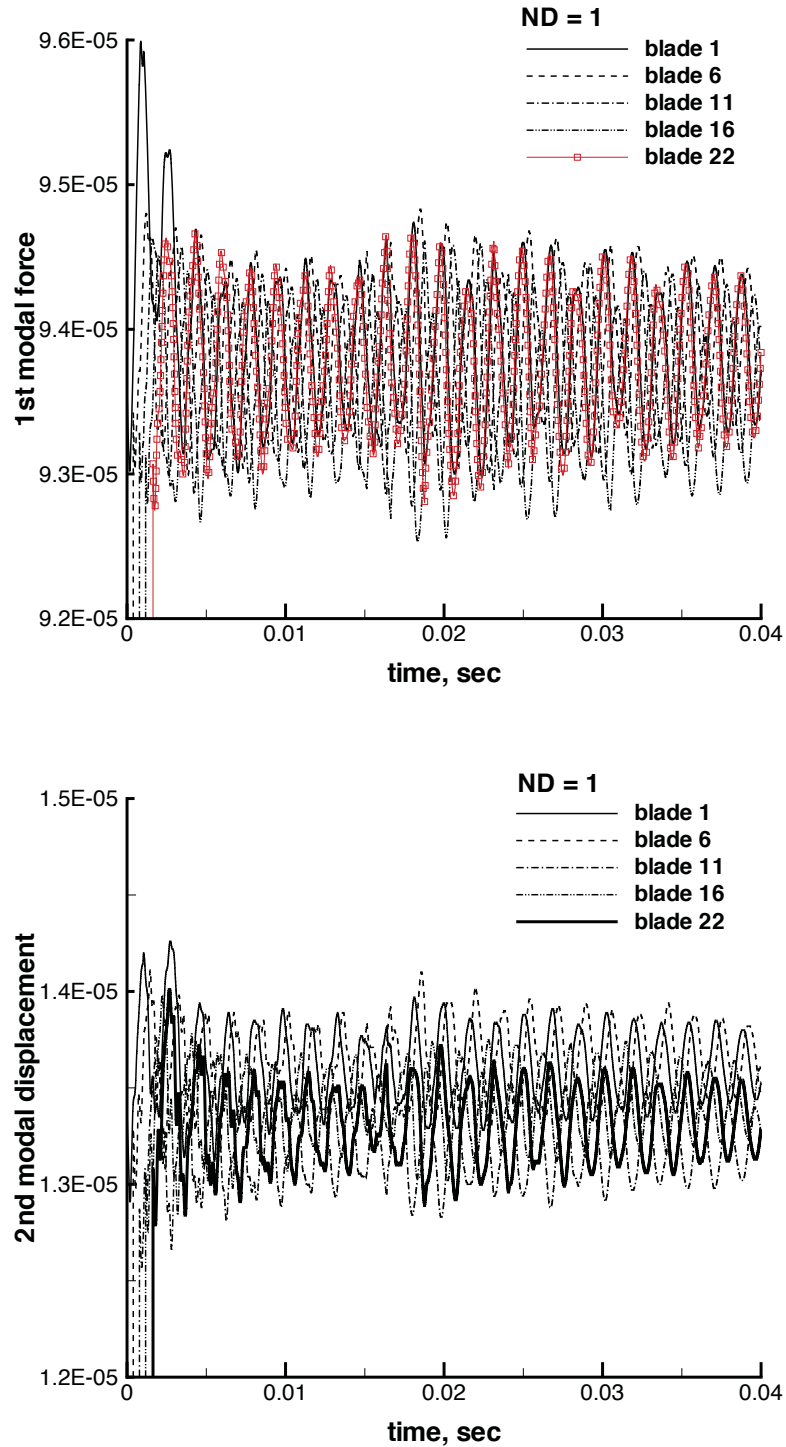 ND = 1
blade 1
blade 6
blade 11
blade 16
blade 22
9.6E-05
9.5E-05
9.4E-05
9.3E-05
9.2E-05
1st modal force
0 0.01 0.02 0.03 0.04
time, sec
ND = 1
blade 1
blade 6
blade 11
blade 16
blade 22
1.5E-05
1.4E-05
1.3E-05
1.2E-05
2nd modal displacement
0 0.01 0.02 0.03 0.04
time, sec